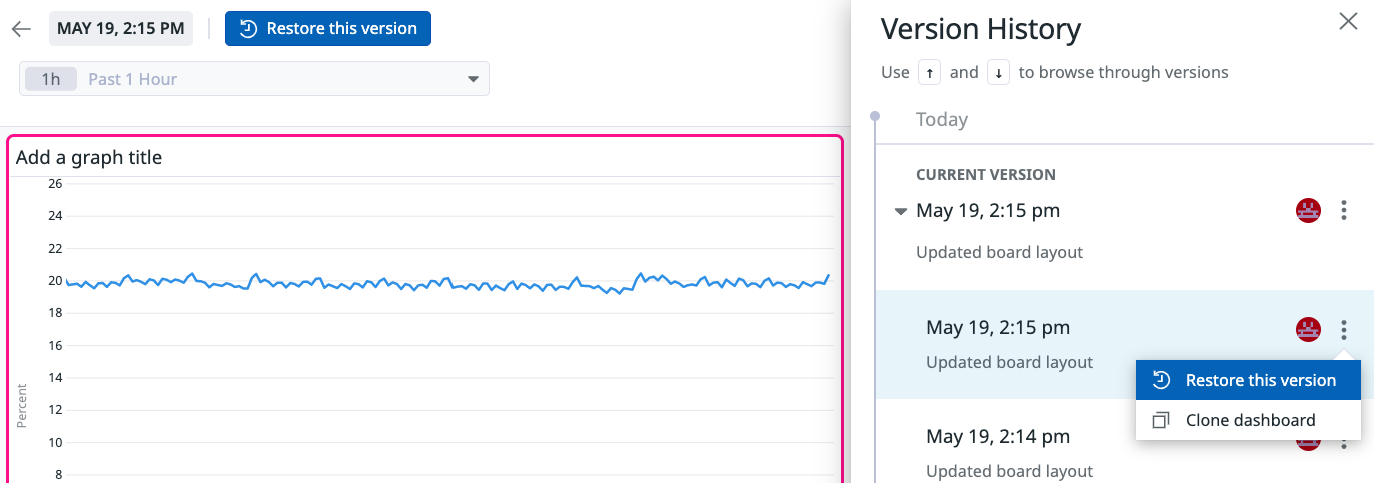 MAY 19, 2:15 PM
Restore this version
1h Past 1 Hour
Add a graph title
26
24
22
20
18
16
14
12
10
8
Percent
Version History
Use ↑ and ↓ to browse through versions
Today
CURRENT VERSION
May 19, 2:15 pm
Updated board layout
May 19, 2:15 pm
Updated board layout
Restore this version
Clone dashboard
May 19, 2:14 pm
Updated board layout